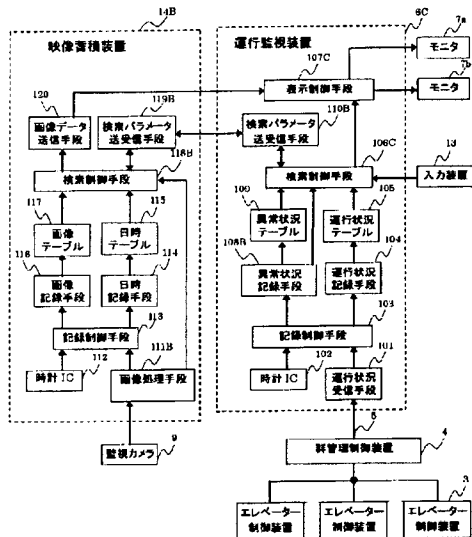 14B
映像蓄積装置
120
画像データ
送信手段
119B
検索パラメータ
送受信手段
118B
検索制御手段
117
画像
テーブル
115
日時
テーブル
116
画像
記録手段
114
日時
記録手段
113
記録制御手段
112
時計IC
111B
画像処理手段
9
監視カメラ
6C
運行監視装置
107C
表示制御手段
7a
モニタ
7b
モニタ
110B
検索パラメータ
送受信手段
106C
検索制御手段
13
入力装置
109
異常状況
テーブル
105
運行状況
テーブル
108B
異常状況
記録手段
104
運行状況
記録手段
103
記録制御手段
102
時計IC
101
運行状況
受信手段
5
4
群管理制御装置
3
エレベーター
制御装置
エレベーター
制御装置
エレベーター
制御装置